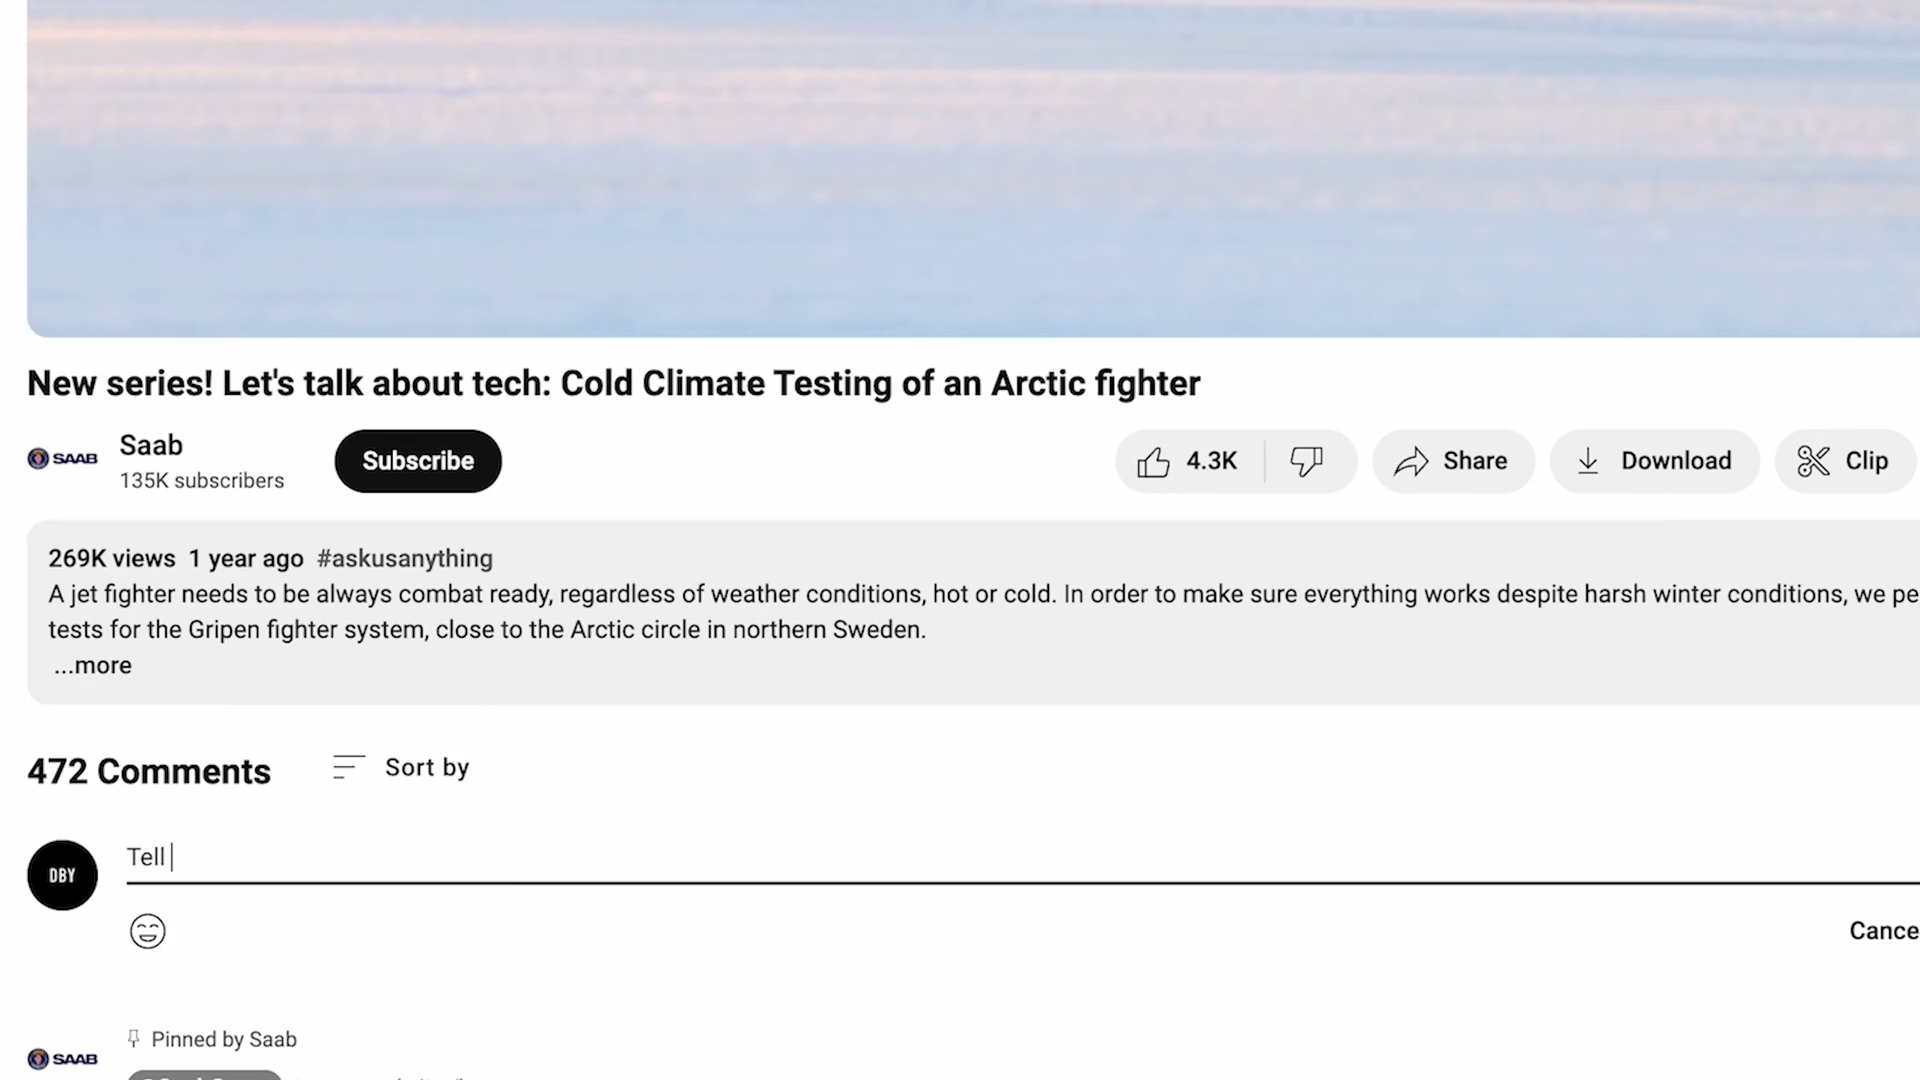 New series! Let's talk about tech: Cold Climate Testing of an Arctic fighter
SAAB
Saab
135K subscribers
Subscribe
4.3K
Share
Download
Clip
269K views 1 year ago #askusanything
A jet fighter needs to be always combat ready, regardless of weather conditions, hot or cold. In order to make sure everything works despite harsh winter conditions, we pe
tests for the Gripen fighter system, close to the Arctic circle in northern Sweden.
...more
472 Comments
Sort by
DBY
Tell
Cance
Pinned by Saab
SAAB